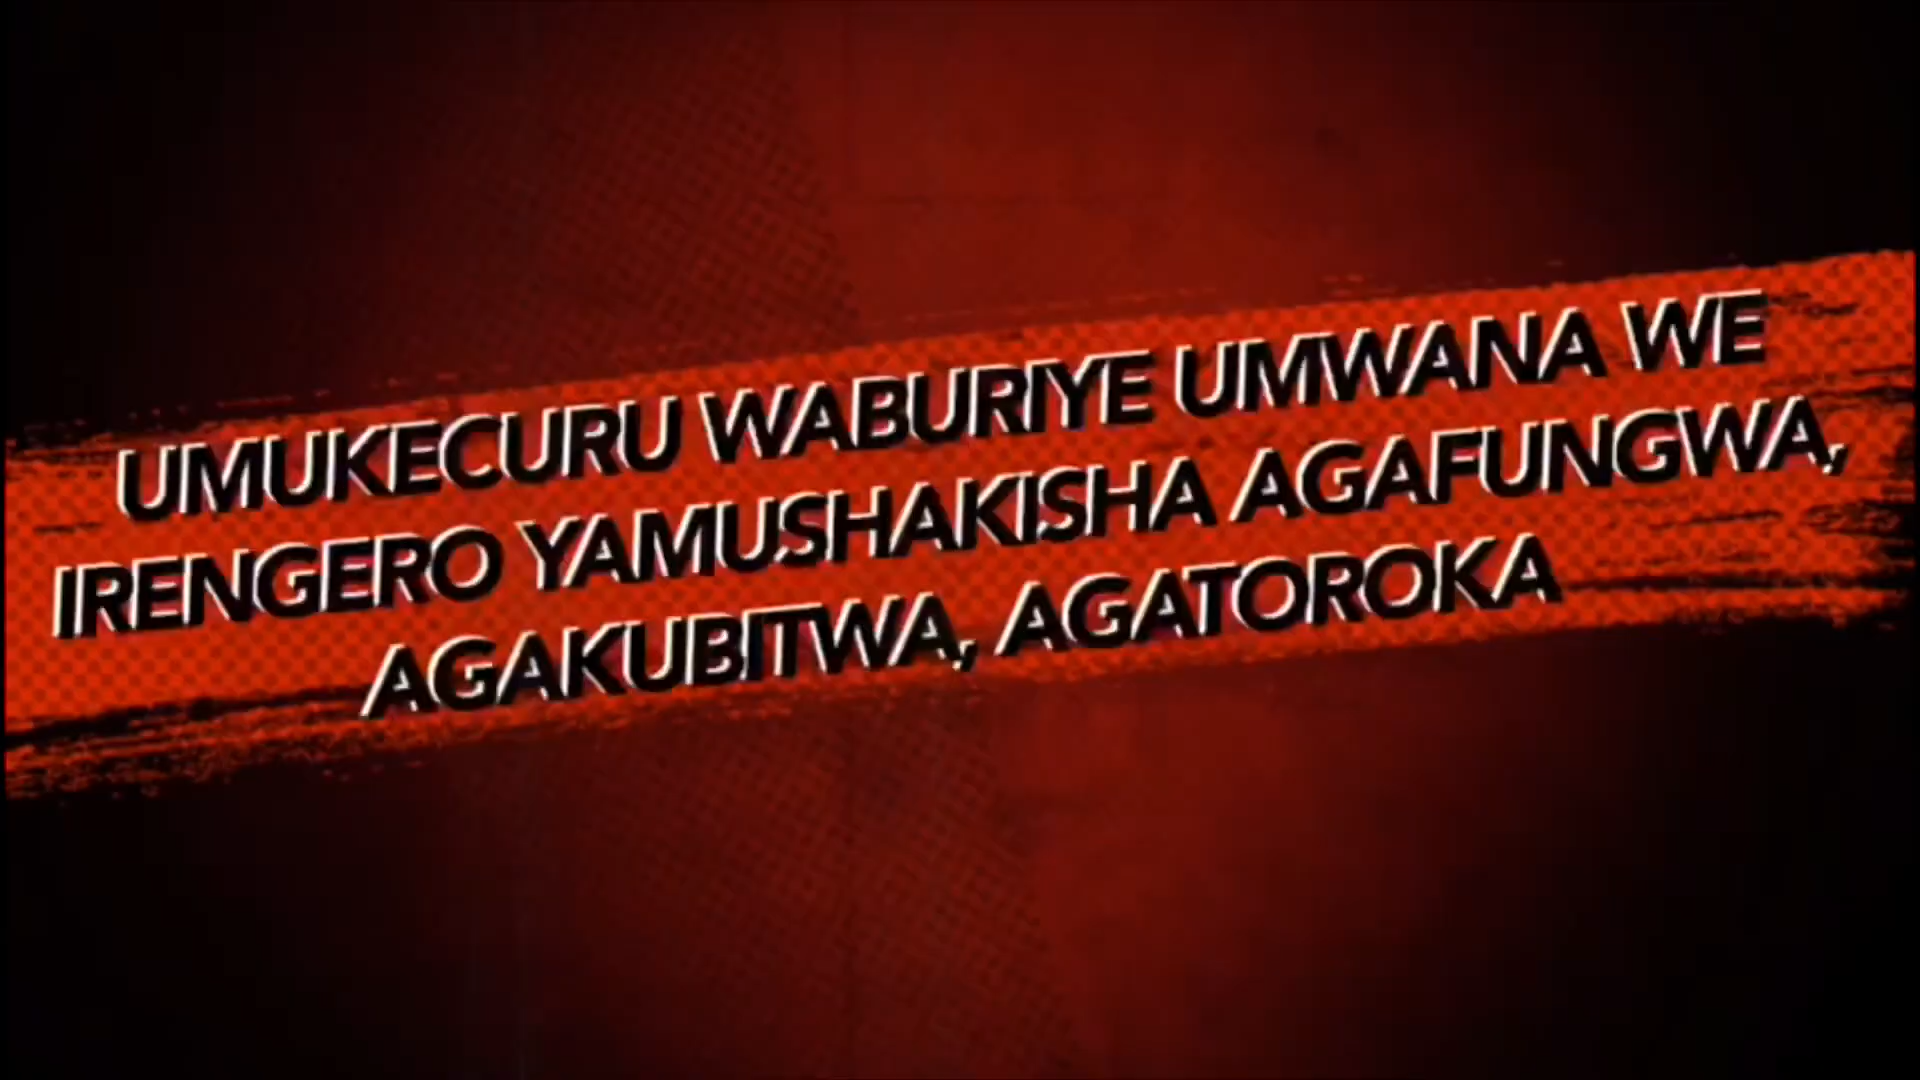 UMUKECURU WABURIYE UMWANA WE
IRENGERO YAMUSHAKISHA AGAFUNGWA,
AGAKUBITWA, AGATOROKA